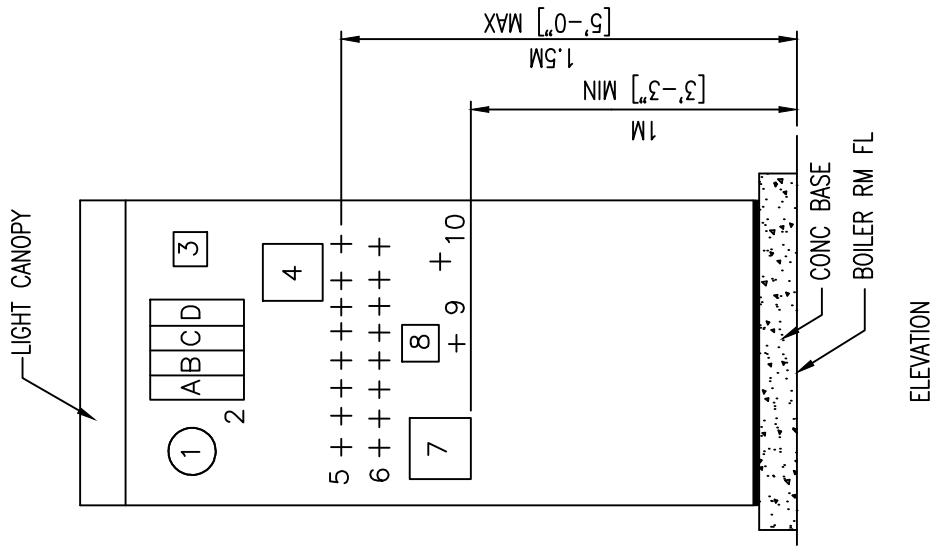 LIGHT CANOPY
1
2
A B C D
3
4
5
6
7
8
9
10
1.5M
[5'-0"] MAX
1M
[3'-3"] MIN
CONC BASE
BOILER RM FL
ELEVATION